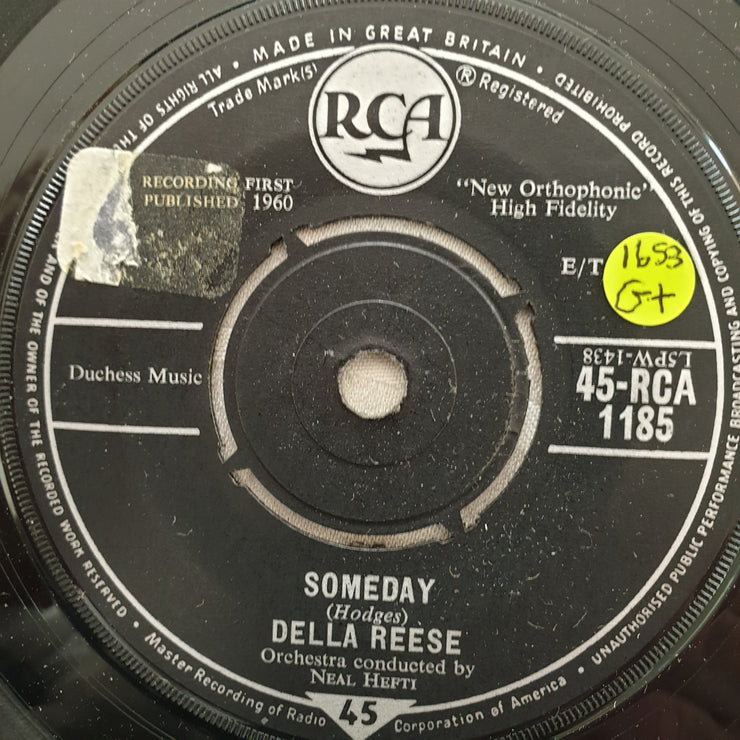 ALL RIGHTS OF TH
· MADE IN GREAT BRITAIN ·
UNAUTHORISED PUBLIC PERFORMANCE BROADCASTING AND COPYING OF THIS RECORD PROHIBITED
AND OF THE OWNER OF THE RECORDED WORK RESERVED ·
Trade Mark(s)
RCA
® Registered
RECORDING FIRST
PUBLISHED 1960
"New Orthophonic"
High Fidelity
E/T
1653
G+
Duchess Music
LSPW-1438
45-RCA
1185
SOMEDAY
(Hodges)
DELLA REESE
Orchestra conducted by
NEAL HEFTI
Master Recording of Radio
45
Corporation of America ·